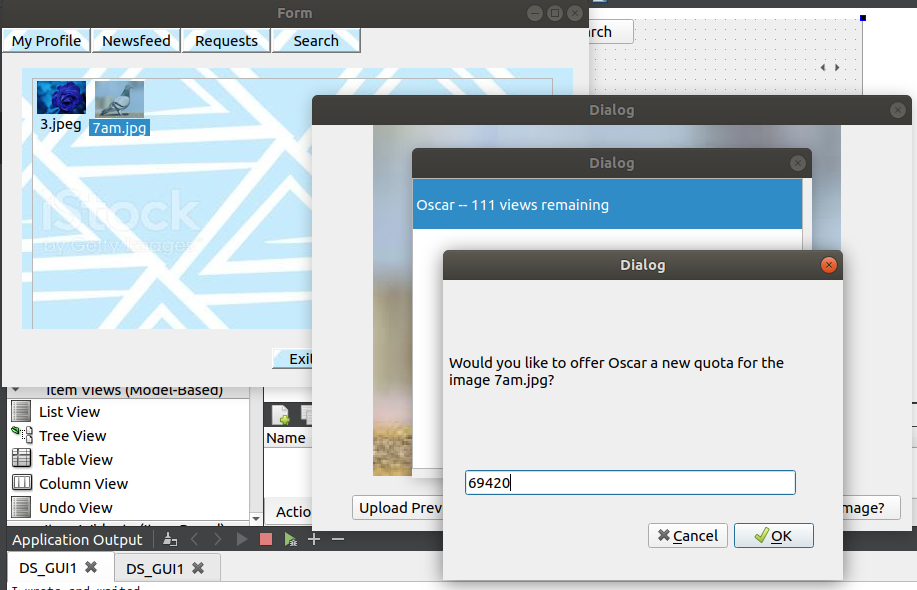 Form
My Profile
Newsfeed
Requests
Search
rch
3.jpeg
7am.jpg
iStock
by Getty Images
Exit
Dialog
Dialog
Oscar -- 111 views remaining
Dialog
Would you like to offer Oscar a new quota for the
image 7am.jpg?
69420
Cancel
OK
Upload Prev
mage?
Item Views (Model-Based)
List View
Tree View
Table View
Column View
Undo View
Name
Actio
Application Output
DS_GUI1
DS_GUI1